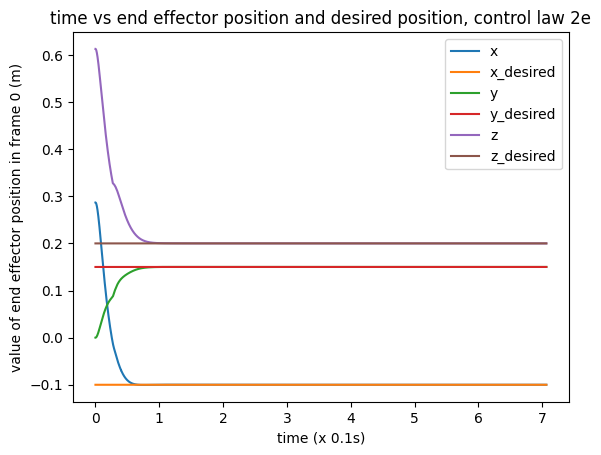 time vs end effector position and desired position, control law 2e
value of end effector position in frame 0 (m)
0.6
0.5
0.4
0.3
0.2
0.1
0.0
−0.1
x
x_desired
y
y_desired
z
z_desired
0 1 2 3 4 5 6 7
time (x 0.1s)